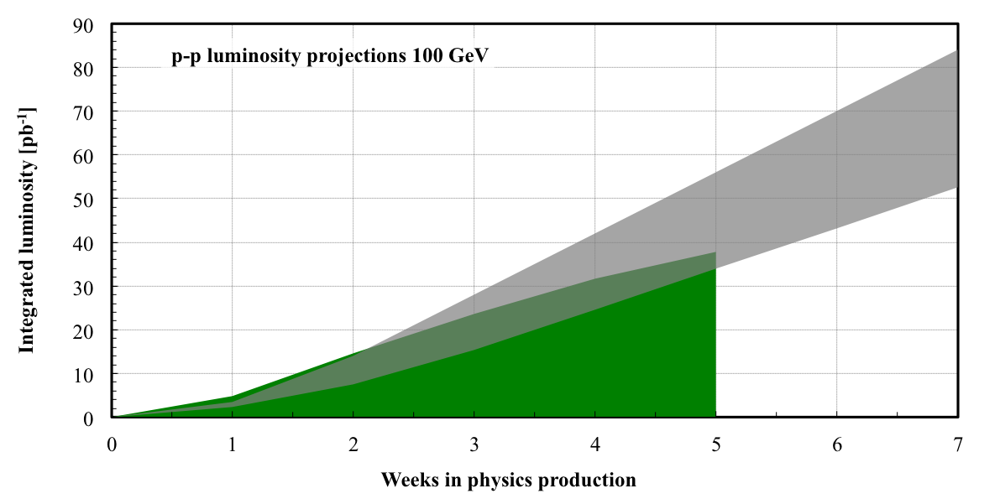 p-p luminosity projections 100 GeV
Integrated luminosity [pb⁻¹]
90
80
70
60
50
40
30
20
10
0
0 1 2 3 4 5 6 7
Weeks in physics production